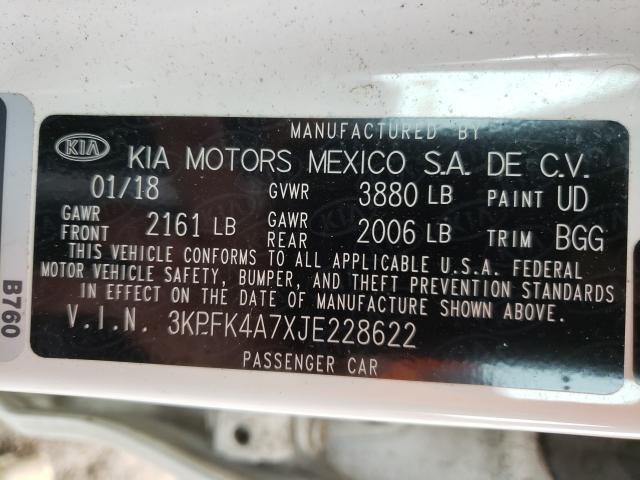 MANUFACTURED BY
KIA KIA MOTORS MEXICO S.A. DE C.V.
01/18 GVWR 3880 LB PAINT UD
GAWR FRONT 2161 LB GAWR REAR 2006 LB TRIM BGG
THIS VEHICLE CONFORMS TO ALL APPLICABLE U.S.A. FEDERAL
MOTOR VEHICLE SAFETY, BUMPER, AND THEFT PREVENTION STANDARDS
IN EFFECT ON THE DATE OF MANUFACTURE SHOWN ABOVE.
V.I.N. 3KPFK4A7XJE228622
PASSENGER CAR
B760